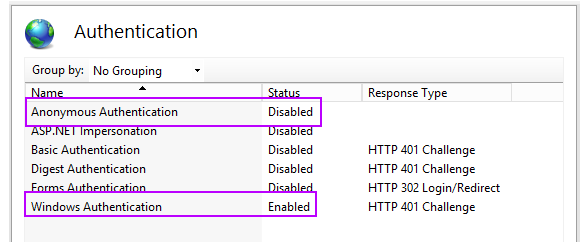 Authentication
Group by: No Grouping
Name Status Response Type
Anonymous Authentication Disabled
ASP.NET Impersonation Disabled
Basic Authentication Disabled HTTP 401 Challenge
Digest Authentication Disabled HTTP 401 Challenge
Forms Authentication Disabled HTTP 302 Login/Redirect
Windows Authentication Enabled HTTP 401 Challenge